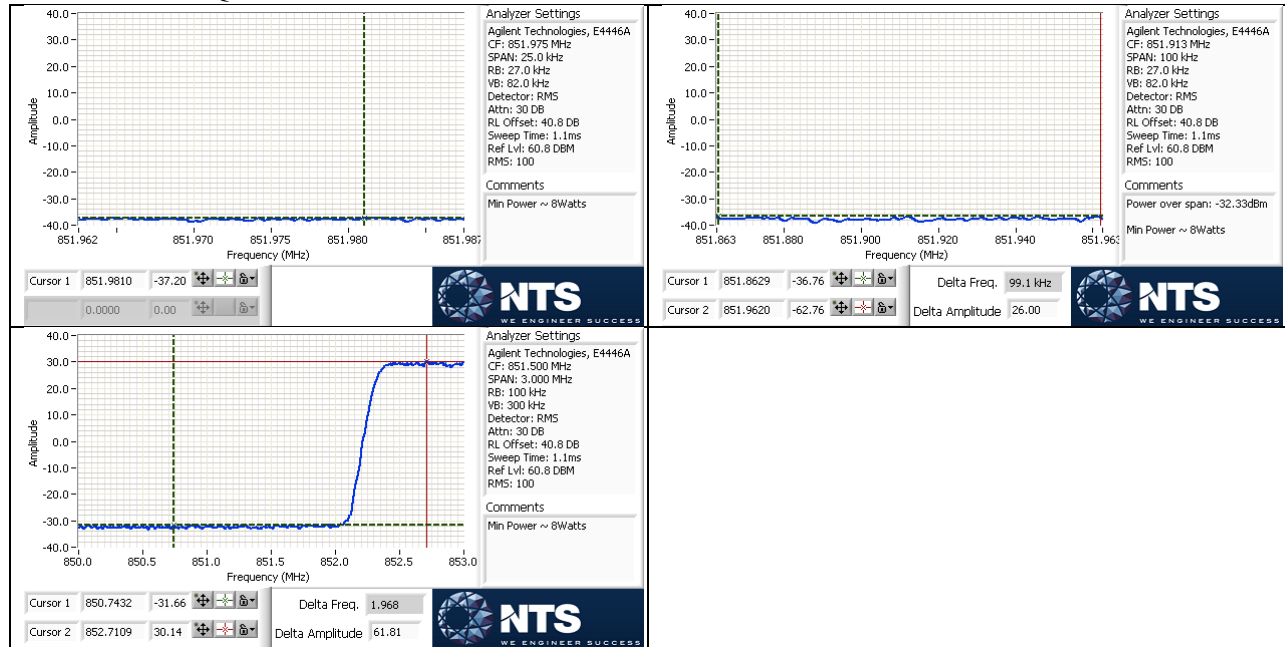 Analyzer Settings
Agilent Technologies, E4446A
CF: 851.975 MHz
SPAN: 25.0 kHz
RB: 27.0 kHz
VB: 82.0 kHz
Detector: RMS
Attn: 30 DB
RL Offset: 40.8 DB
Sweep Time: 1.1ms
Ref Lvl: 60.8 DBM
RMS: 100
Comments
Min Power ~ 8Watts
40.0
30.0
20.0
10.0
0.0
-10.0
-20.0
-30.0
-40.0
Amplitude
851.962 851.970 851.975 851.980 851.987
Frequency (MHz)
Cursor 1 851.9810 -37.20
0.0000 0.00
NTS
WE ENGINEER SUCCESS
Analyzer Settings
Agilent Technologies, E4446A
CF: 851.913 MHz
SPAN: 100 kHz
RB: 27.0 kHz
VB: 82.0 kHz
Detector: RMS
Attn: 30 DB
RL Offset: 40.8 DB
Sweep Time: 1.1ms
Ref Lvl: 60.8 DBM
RMS: 100
Comments
Power over span: -32.33dBm
Min Power ~ 8Watts
40.0
30.0
20.0
10.0
0.0
-10.0
-20.0
-30.0
-40.0
Amplitude
851.863 851.880 851.900 851.920 851.940 851.963
Frequency (MHz)
Cursor 1 851.8629 -36.76
Cursor 2 851.9620 -62.76
Delta Freq. 99.1 kHz
Delta Amplitude 26.00
NTS
WE ENGINEER SUCCESS
Analyzer Settings
Agilent Technologies, E4446A
CF: 851.500 MHz
SPAN: 3.000 MHz
RB: 100 kHz
VB: 300 kHz
Detector: RMS
Attn: 30 DB
RL Offset: 40.8 DB
Sweep Time: 1.1ms
Ref Lvl: 60.8 DBM
RMS: 100
Comments
Min Power ~ 8Watts
40.0
30.0
20.0
10.0
0.0
-10.0
-20.0
-30.0
-40.0
Amplitude
850.0 850.5 851.0 851.5 852.0 852.5 853.0
Frequency (MHz)
Cursor 1 850.7432 -31.66
Cursor 2 852.7109 30.14
Delta Freq. 1.968
Delta Amplitude 61.81
NTS
WE ENGINEER SUCCESS